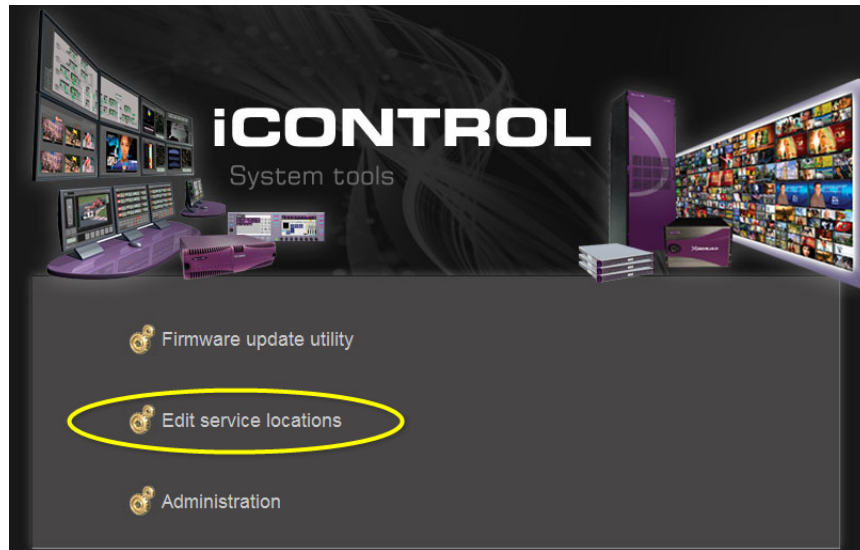 iCONTROL
System tools
Firmware update utility
Edit service locations
Administration